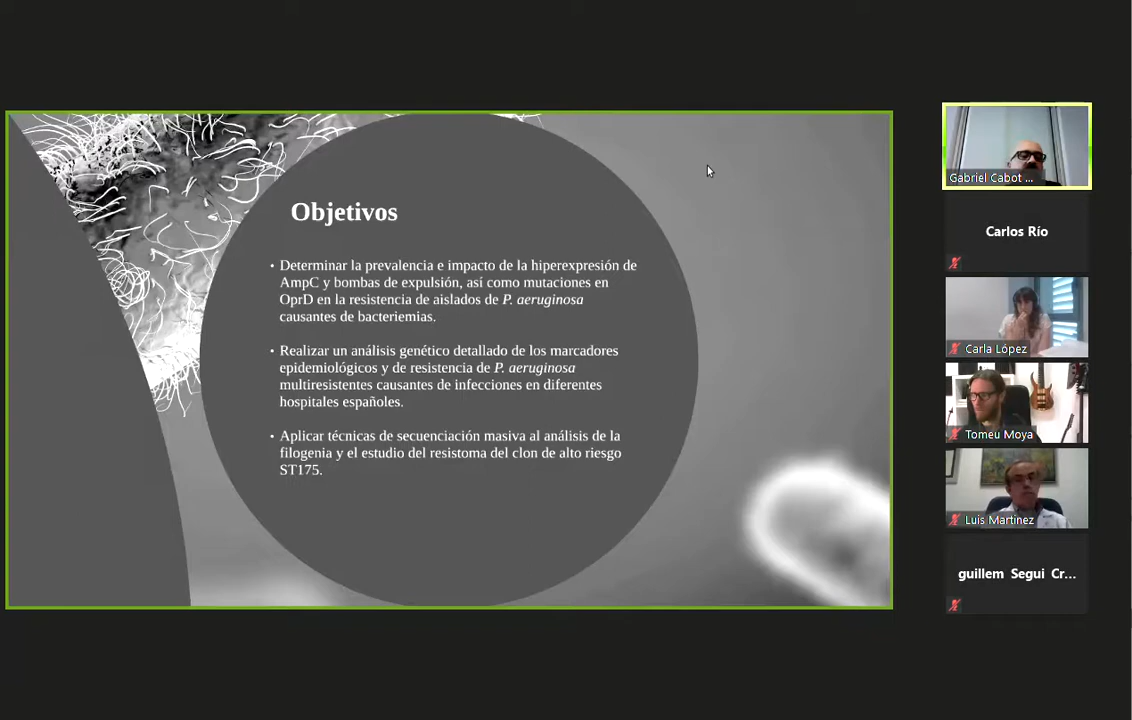 Objetivos
• Determinar la prevalencia e impacto de la hiperexpresión de
AmpC y bombas de expulsión, así como mutaciones en
OprD en la resistencia de aislados de P. aeruginosa
causantes de bacteriemias.
• Realizar un análisis genético detallado de los marcadores
epidemiológicos y de resistencia de P. aeruginosa
multiresistentes causantes de infecciones en diferentes
hospitales españoles.
• Aplicar técnicas de secuenciación masiva al análisis de la
filogenia y el estudio del resistoma del clon de alto riesgo
ST175.
Gabriel Cabot ...
Carlos Río
Carla López
Tomeu Moya
Luis Martínez
guillem Segui Cr...